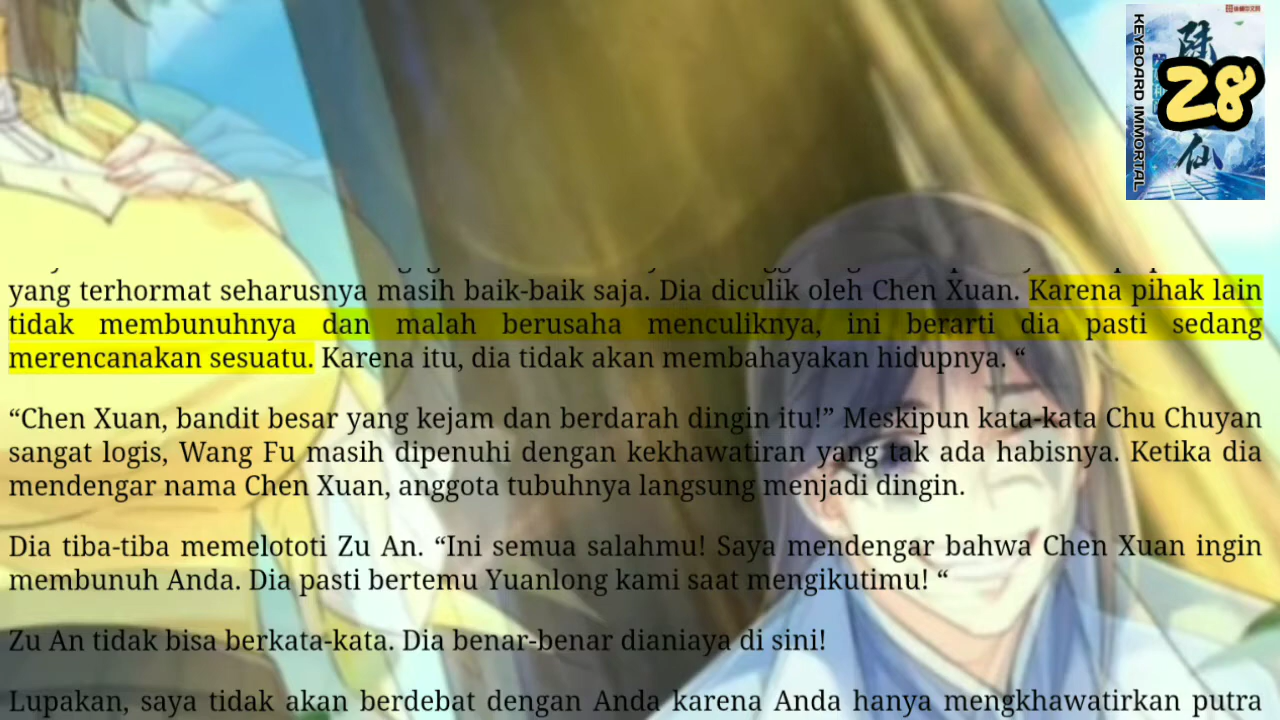 KEYBOARD IMMORTAL
陸
仙
28
yang terhormat seharusnya masih baik-baik saja. Dia diculik oleh Chen Xuan. Karena pihak lain
tidak membunuhnya dan malah berusaha menculiknya, ini berarti dia pasti sedang
merencanakan sesuatu. Karena itu, dia tidak akan membahayakan hidupnya. “
“Chen Xuan, bandit besar yang kejam dan berdarah dingin itu!” Meskipun kata-kata Chu Chuyan
sangat logis, Wang Fu masih dipenuhi dengan kekhawatiran yang tak ada habisnya. Ketika dia
mendengar nama Chen Xuan, anggota tubuhnya langsung menjadi dingin.
Dia tiba-tiba memelototi Zu An. “Ini semua salahmu! Saya mendengar bahwa Chen Xuan ingin
membunuh Anda. Dia pasti bertemu Yuanlong kami saat mengikutimu! “
Zu An tidak bisa berkata-kata. Dia benar-benar dianiaya di sini!
Lupakan, saya tidak akan berdebat dengan Anda karena Anda hanya mengkhawatirkan putra